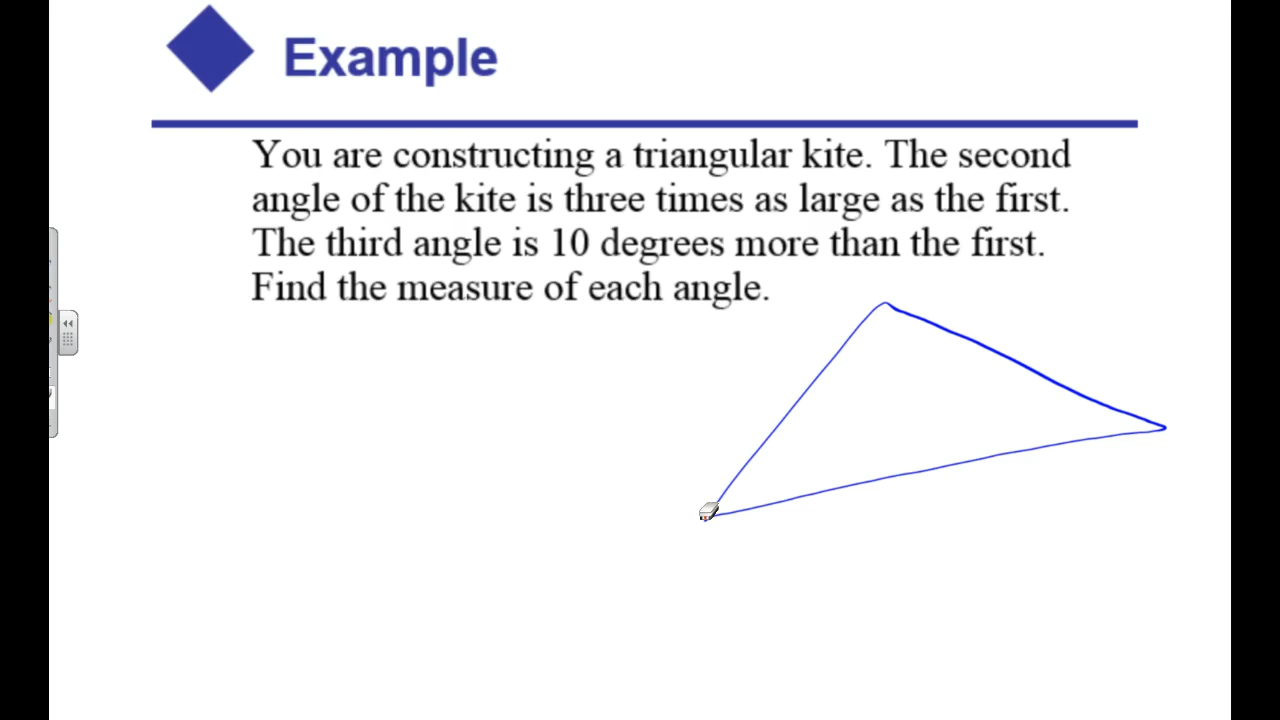 Example
You are constructing a triangular kite. The second
angle of the kite is three times as large as the first.
The third angle is 10 degrees more than the first.
Find the measure of each angle.